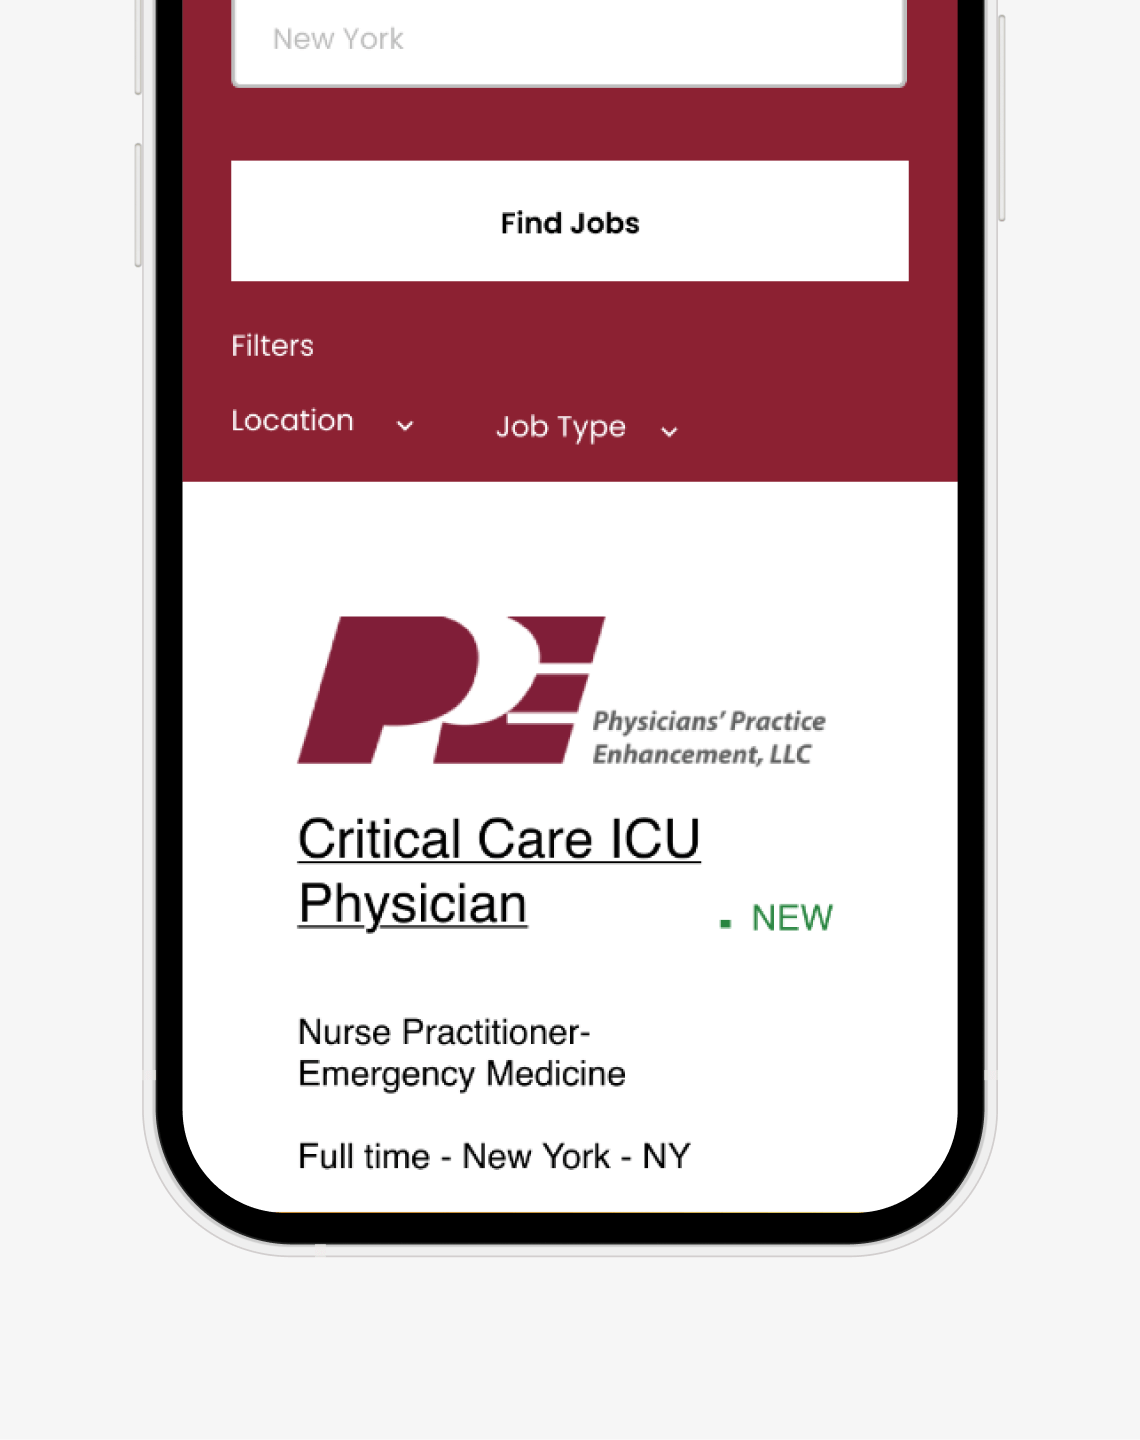 New York
Find Jobs
Filters
Location
Job Type
PE
Physicians’ Practice
Enhancement, LLC
Critical Care ICU
Physician
NEW
Nurse Practitioner-
Emergency Medicine
Full time - New York - NY